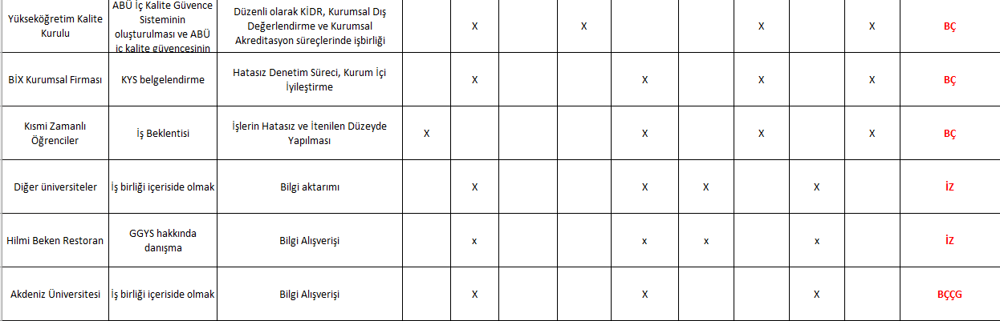 Yükseköğretim Kalite
Kurulu
ABÜ İç Kalite Güvence
Sisteminin
oluşturulması ve ABÜ
iç kalite güvencesinin
Düzenli olarak KİDR, Kurumsal Dış
Değerlendirme ve Kurumsal
Akreditasyon süreçlerinde işbirliği
X X X X BÇ
BİX Kurumsal Firması
KYS belgelendirme
Hatasız Denetim Süreci, Kurum İçi
İyileştirme
X X X X BÇ
Kısmi Zamanlı
Öğrenciler
İş Beklentisi
İşlerin Hatasız ve İtenilen Düzeyde
Yapılması
X X X X BÇ
Diğer üniversiteler
İş birliği içeriside olmak
Bilgi aktarımı
X X X X İZ
Hilmi Beken Restoran
GGYS hakkında
danışma
Bilgi Alışverişi
x x x x İZ
Akdeniz Üniversitesi
İş birliği içeriside olmak
Bilgi Alışverişi
X X X BÇÇG